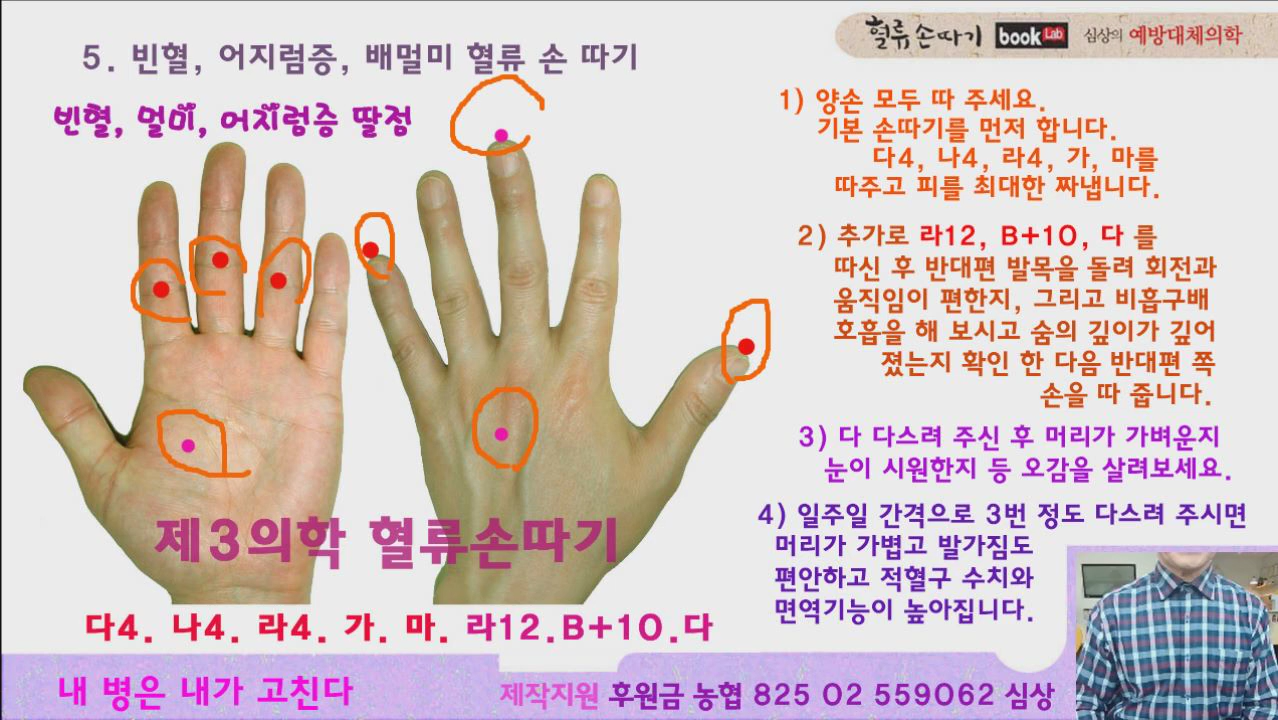 5. 빈혈, 어지럼증, 배멀미 혈류 손 따기
혈류 손따기 book Lab 심상의 예방대체의학
빈혈, 멀미, 어지럼증 딸점
1) 양손 모두 따 주세요.
기본 손따기를 먼저 합니다.
다4, 나4, 라4, 가, 마를
따주고 피를 최대한 짜냅니다.
2) 추가로 라12, B+10, 다 를
따신 후 반대편 발목을 돌려 회전과
움직임이 편한지, 그리고 비흡구배
호흡을 해 보시고 숨의 깊이가 깊어
졌는지 확인 한 다음 반대편 쪽
손을 따 줍니다.
3) 다 다스려 주신 후 머리가 가벼운지
눈이 시원한지 등 오감을 살려보세요.
4) 일주일 간격으로 3번 정도 다스려 주시면
머리가 가볍고 발가짐도
편안하고 적혈구 수치와
면역기능이 높아집니다.
제3의학 혈류손따기
다4. 나4. 라4. 가. 마. 라12.B+10.다
내 병은 내가 고친다
제작지원 후원금 농협 825 02 559062 심상